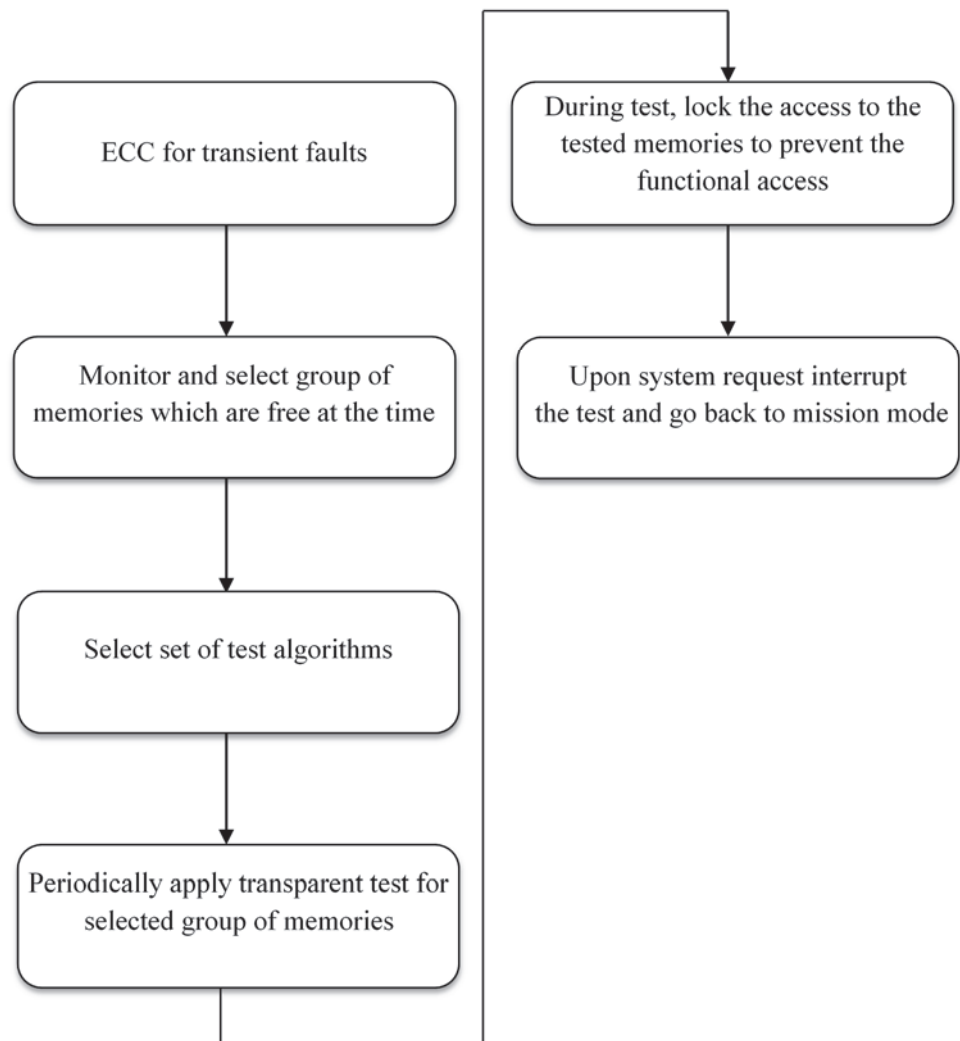 ECC for transient faults
Monitor and select group of
memories which are free at the time
Select set of test algorithms
Periodically apply transparent test for
selected group of memories
During test, lock the access to the
tested memories to prevent the
functional access
Upon system request interrupt
the test and go back to mission mode